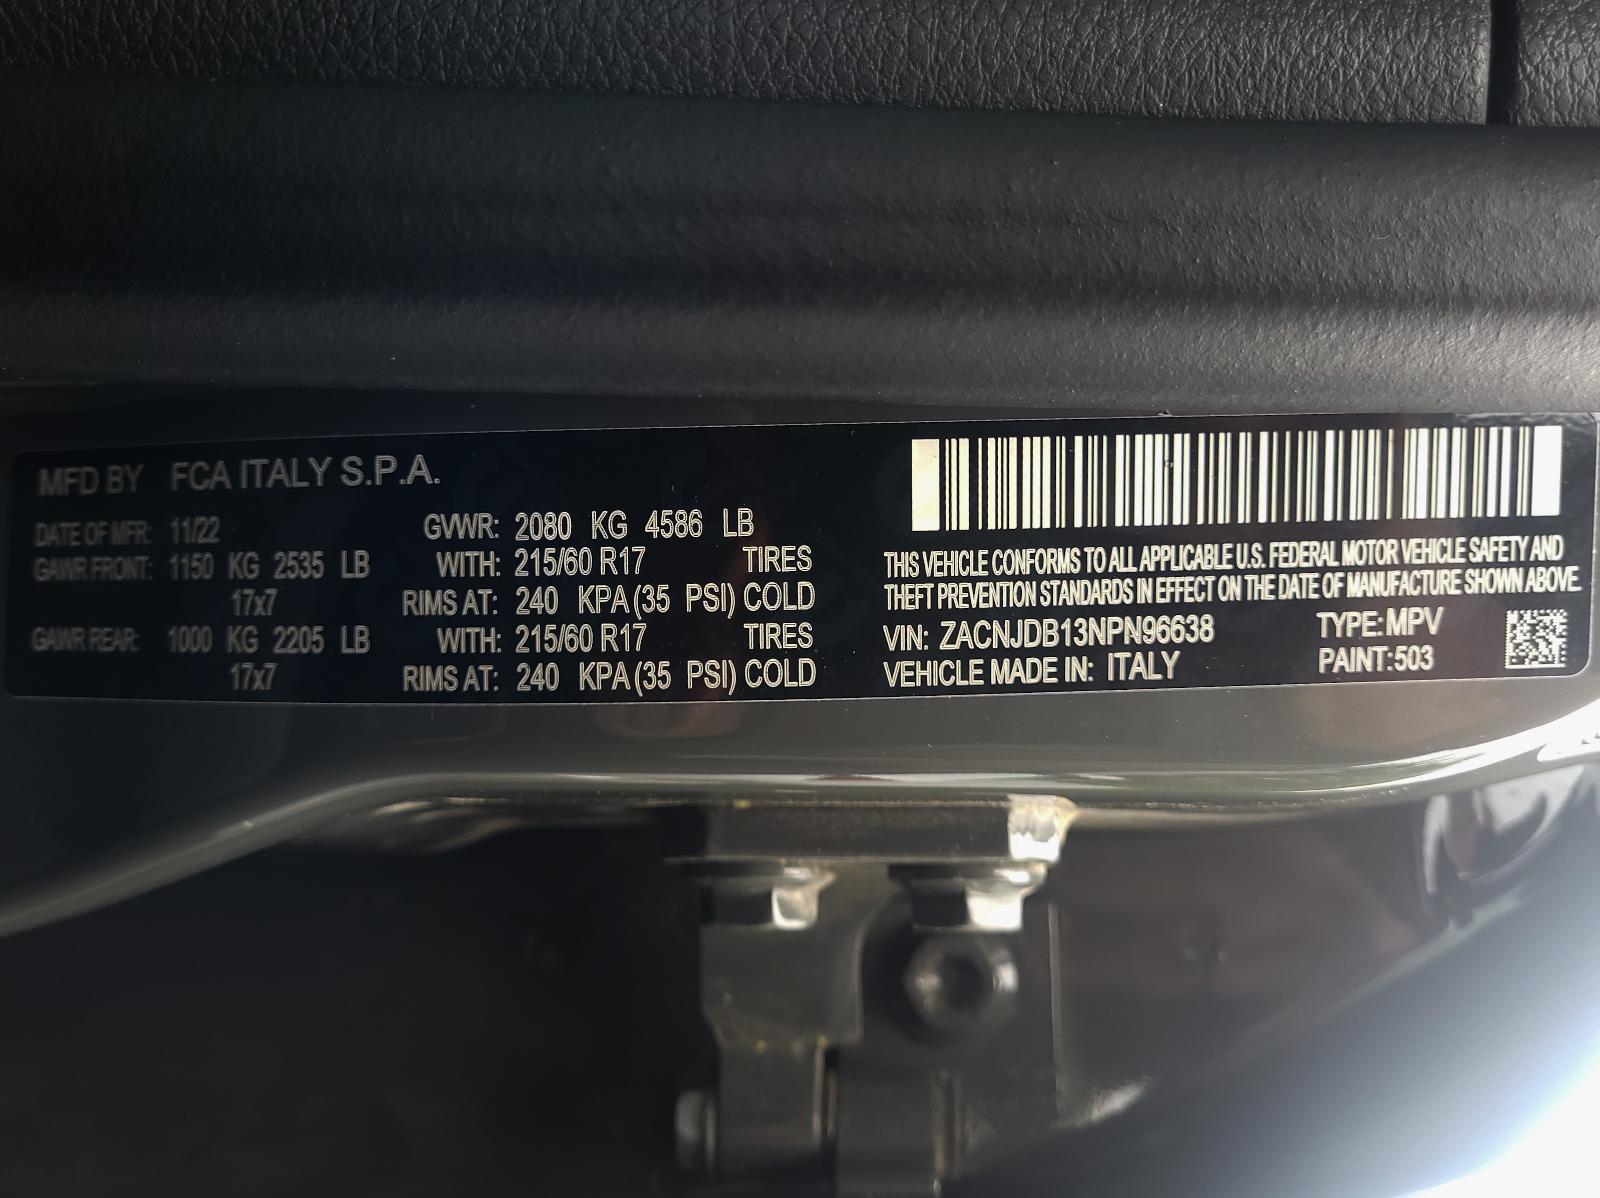 MFD BY FCA ITALY S.P.A.
DATE OF MFR: 11/22 GVWR: 2080 KG 4586 LB
GAWR FRONT: 1150 KG 2535 LB WITH: 215/60 R17 TIRES
17x7 RIMS AT: 240 KPA(35 PSI) COLD
GAWR REAR: 1000 KG 2205 LB WITH: 215/60 R17 TIRES
17x7 RIMS AT: 240 KPA(35 PSI) COLD
THIS VEHICLE CONFORMS TO ALL APPLICABLE U.S. FEDERAL MOTOR VEHICLE SAFETY AND
THEFT PREVENTION STANDARDS IN EFFECT ON THE DATE OF MANUFACTURE SHOWN ABOVE.
VIN: ZACNJDB13NPN96638 TYPE: MPV
VEHICLE MADE IN: ITALY PAINT: 503